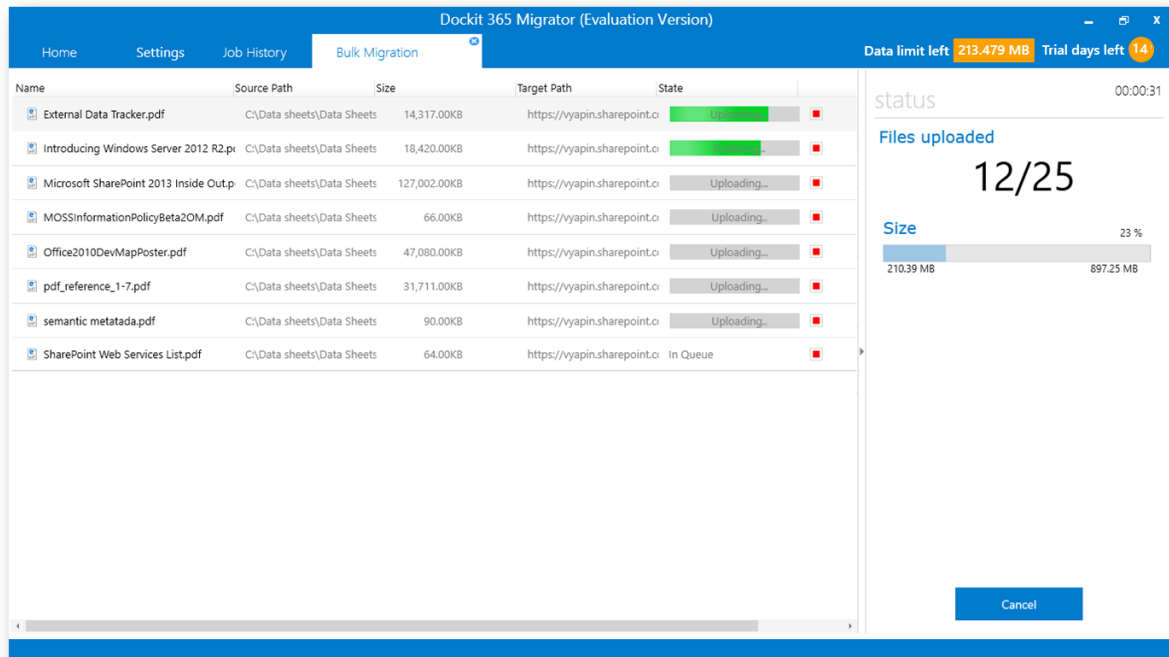 Dockit 365 Migrator (Evaluation Version)
Home Settings Job History Bulk Migration Data limit left 213.479 MB Trial days left 14
Name Source Path Size Target Path State
External Data Tracker.pdf C:\Data sheets\Data Sheets 14,317.00KB https://vyapin.sharepoint.c
Introducing Windows Server 2012 R2.p C:\Data sheets\Data Sheets 18,420.00KB https://vyapin.sharepoint.c
Microsoft SharePoint 2013 Inside Out.p C:\Data sheets\Data Sheets 127,002.00KB https://vyapin.sharepoint.c Uploading...
MOSSInformationPolicyBeta2OM.pdf C:\Data sheets\Data Sheets 66.00KB https://vyapin.sharepoint.c Uploading...
Office2010DevMapPoster.pdf C:\Data sheets\Data Sheets 47,080.00KB https://vyapin.sharepoint.c Uploading...
pdf_reference_1-7.pdf C:\Data sheets\Data Sheets 31,711.00KB https://vyapin.sharepoint.c Uploading...
semantic metatada.pdf C:\Data sheets\Data Sheets 90.00KB https://vyapin.sharepoint.c Uploading..
SharePoint Web Services List.pdf C:\Data sheets\Data Sheets 64.00KB https://vyapin.sharepoint.c In Queue
status 00:00:31
Files uploaded
12/25
Size 23 %
210.39 MB 897.25 MB
Cancel